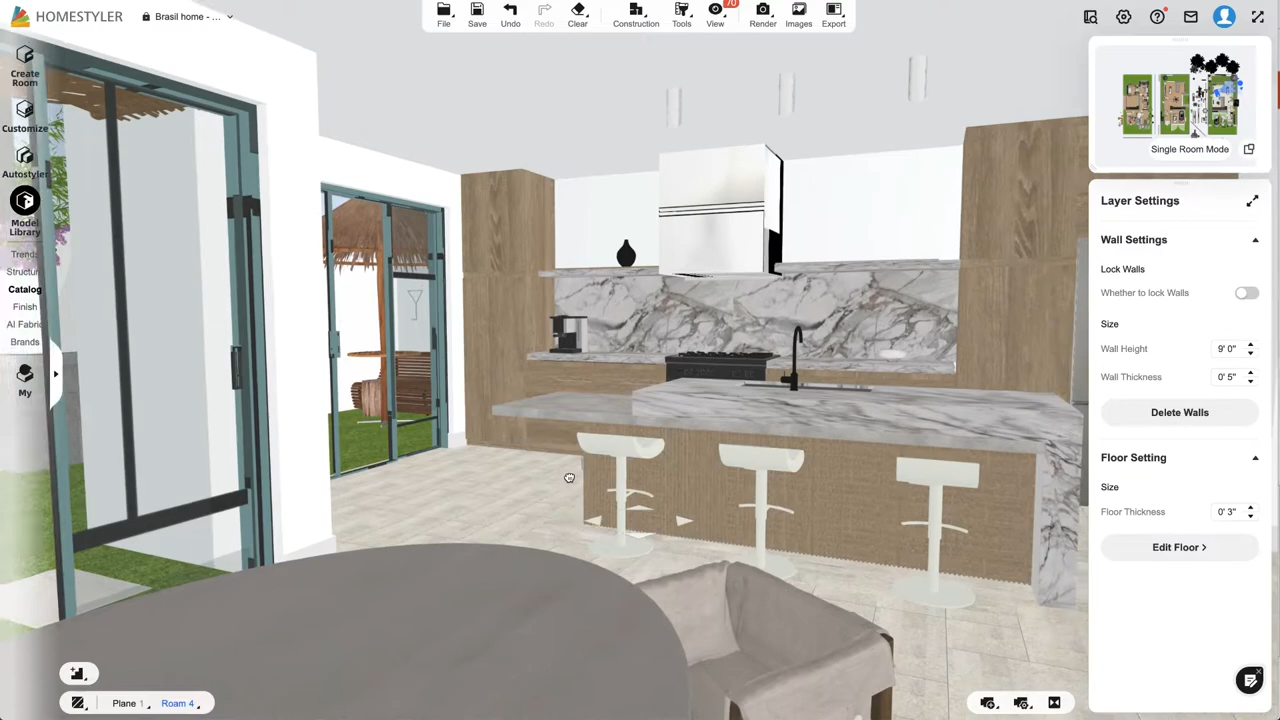 HOMESTYLER
Brasil home - ...
File
Save
Undo
Redo
Clear
Construction
Tools
View
70
Render
Images
Export
Create
Room
Customize
Autostyler
Model
Library
Trends
Structure
Catalog
Finish
AI Fabric
Brands
My
Single Room Mode
Layer Settings
Wall Settings
Lock Walls
Whether to lock Walls
Size
Wall Height
9' 0"
Wall Thickness
0' 5"
Delete Walls
Floor Setting
Size
Floor Thickness
0' 3"
Edit Floor >
Plane 1
Roam 4